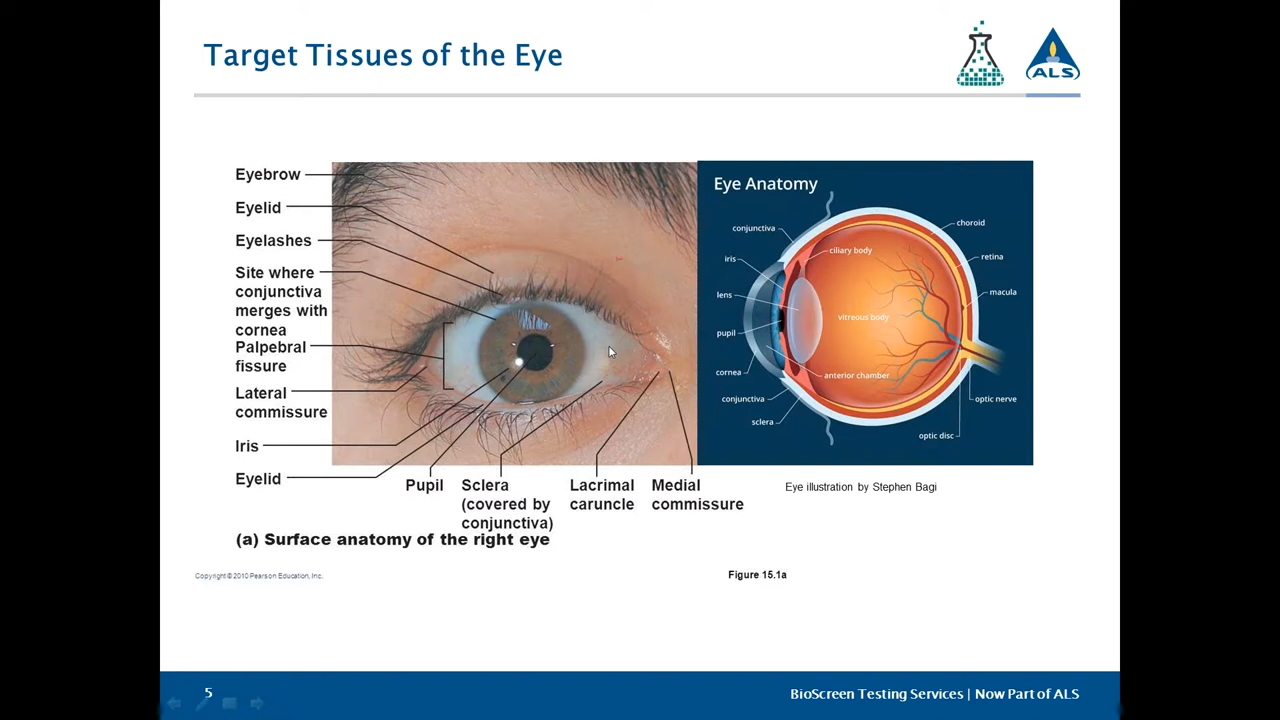 Target Tissues of the Eye
ALS
Eyebrow
Eyelid
Eyelashes
Site where
conjunctiva
merges with
cornea
Palpebral
fissure
Lateral
commissure
Iris
Eyelid
Pupil
Sclera
(covered by
conjunctiva)
Lacrimal
caruncle
Medial
commissure
(a) Surface anatomy of the right eye
Eye Anatomy
conjunctiva
iris
lens
pupil
cornea
conjunctiva
sclera
ciliary body
vitreous body
anterior chamber
choroid
retina
macula
optic nerve
optic disc
Eye illustration by Stephen Bagi
Copyright © 2010 Pearson Education, Inc.
Figure 15.1a
5
BioScreen Testing Services | Now Part of ALS